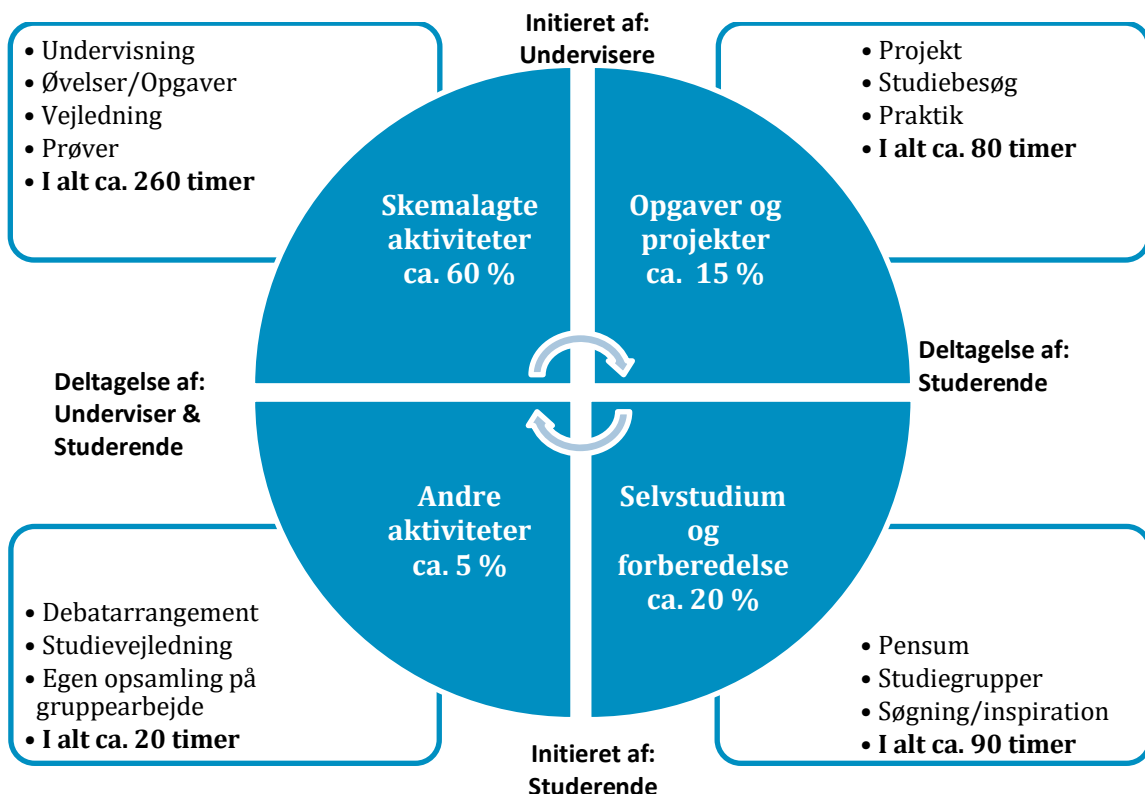 Initieret af:
Undervisere
• Undervisning
• Øvelser/Opgaver
• Vejledning
• Prøver
• I alt ca. 260 timer
• Projekt
• Studiebesøg
• Praktik
• I alt ca. 80 timer
Skemalagte
aktiviteter
ca. 60 %
Opgaver og
projekter
ca. 15 %
Deltagelse af:
Underviser &
Studerende
Deltagelse af:
Studerende
Andre
aktiviteter
ca. 5 %
Selvstudium
og
forberedelse
ca. 20 %
• Debatarrangement
• Studievejledning
• Egen opsamling på
gruppearbejde
• I alt ca. 20 timer
• Pensum
• Studiegrupper
• Søgning/inspiration
• I alt ca. 90 timer
Initieret af:
Studerende